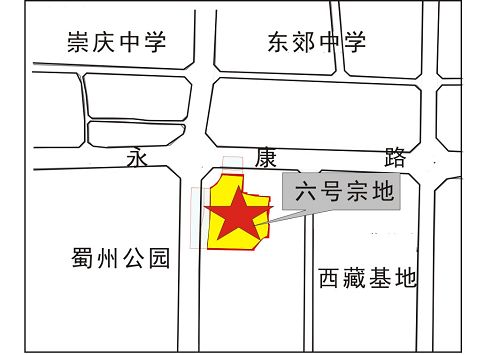 崇庆中学
东郊中学
永康路
六号宗地
蜀州公园
西藏基地